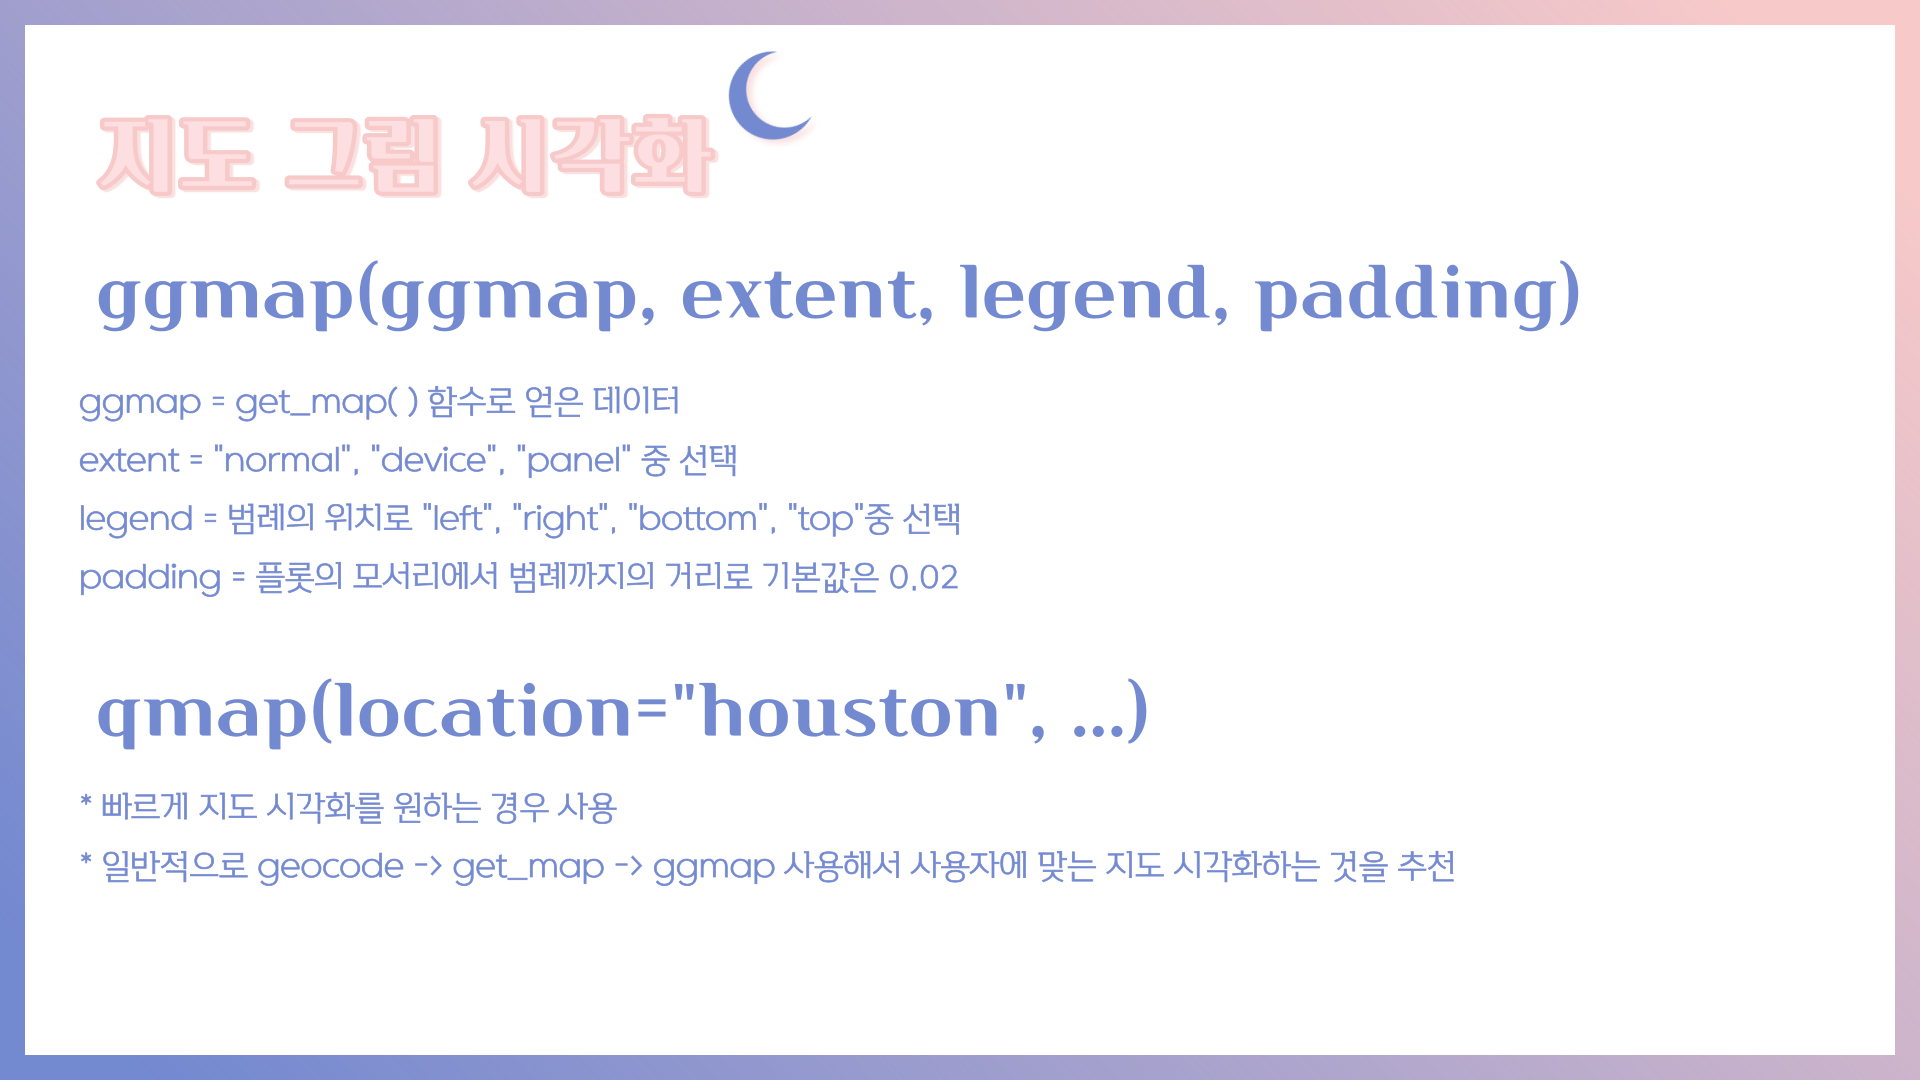 지도 그림 시각화
ggmap(ggmap, extent, legend, padding)
ggmap = get_map( ) 함수로 얻은 데이터
extent = "normal", "device", "panel" 중 선택
legend = 범례의 위치로 "left", "right", "bottom", "top"중 선택
padding = 플롯의 모서리에서 범례까지의 거리로 기본값은 0.02
qmap(location="houston", ...)
* 빠르게 지도 시각화를 원하는 경우 사용
* 일반적으로 geocode -> get_map -> ggmap 사용해서 사용자에 맞는 지도 시각화하는 것을 추천